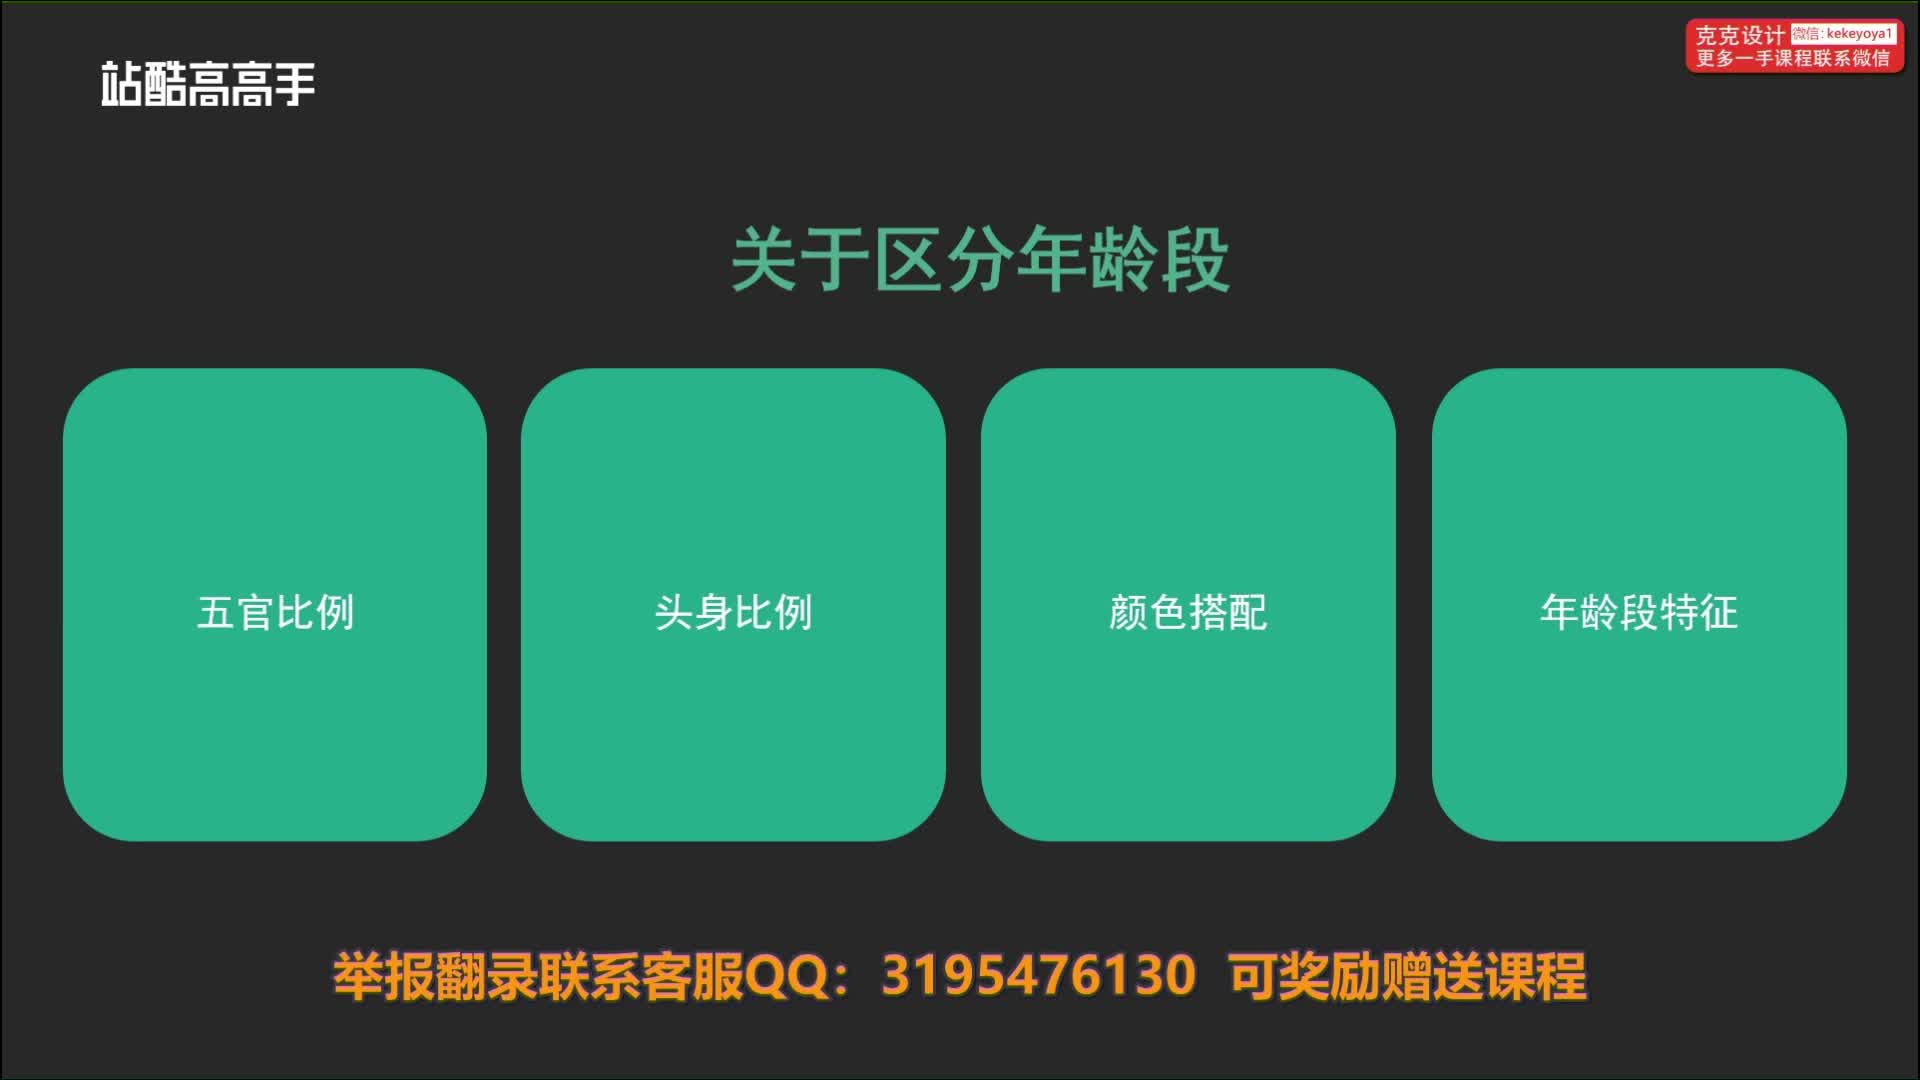 站酷高高手
克克设计 微信:kekeyoya1
更多一手课程联系微信
关于区分年龄段
五官比例
头身比例
颜色搭配
年龄段特征
举报翻录联系客服QQ：3195476130 可奖励赠送课程